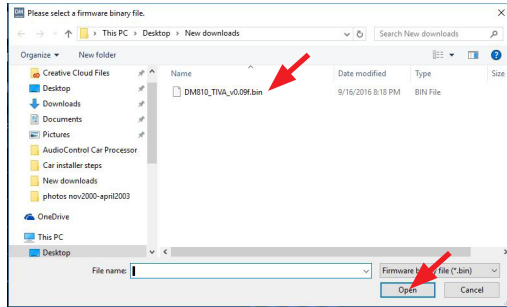 DM Please select a firmware binary file.
This PC > Desktop > New downloads
Search New downloads
Organize New folder
Name Date modified Type Size
Creative Cloud Files
DM810_TIVA_v0.09f.bin 9/16/2016 8:18 PM BIN File
Desktop
Downloads
Documents
Pictures
AudioControl Car Processor
Car installer steps
New downloads
photos nov2000-april2003
OneDrive
This PC
Desktop
File name: Firmware binary file (*.bin)
Open Cancel